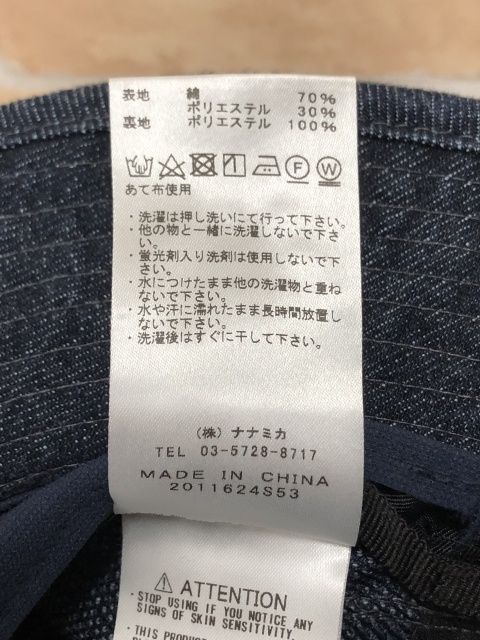 表地 綿 70%
ポリエステル 30%
裏地 ポリエステル 100%
F W
あて布使用
・洗濯は押し洗いにて行って下さい。
・他の物と一緒に洗濯しないで下さい。
・蛍光剤入り洗剤は使用しないで下さい。
・水につけたまま他の洗濯物と重ねないで下さい。
・水や汗に濡れたまま長時間放置しないで下さい。
・洗濯後はすぐに干して下さい。
(株) ナナミカ
TEL 03-5728-8717
MADE IN CHINA
2011624S53
⚠ ATTENTION
・STOP USING IF YOU NOTICE ANY
SIGNS OF SKIN SENSITIVITY.
・THIS PRODUCT